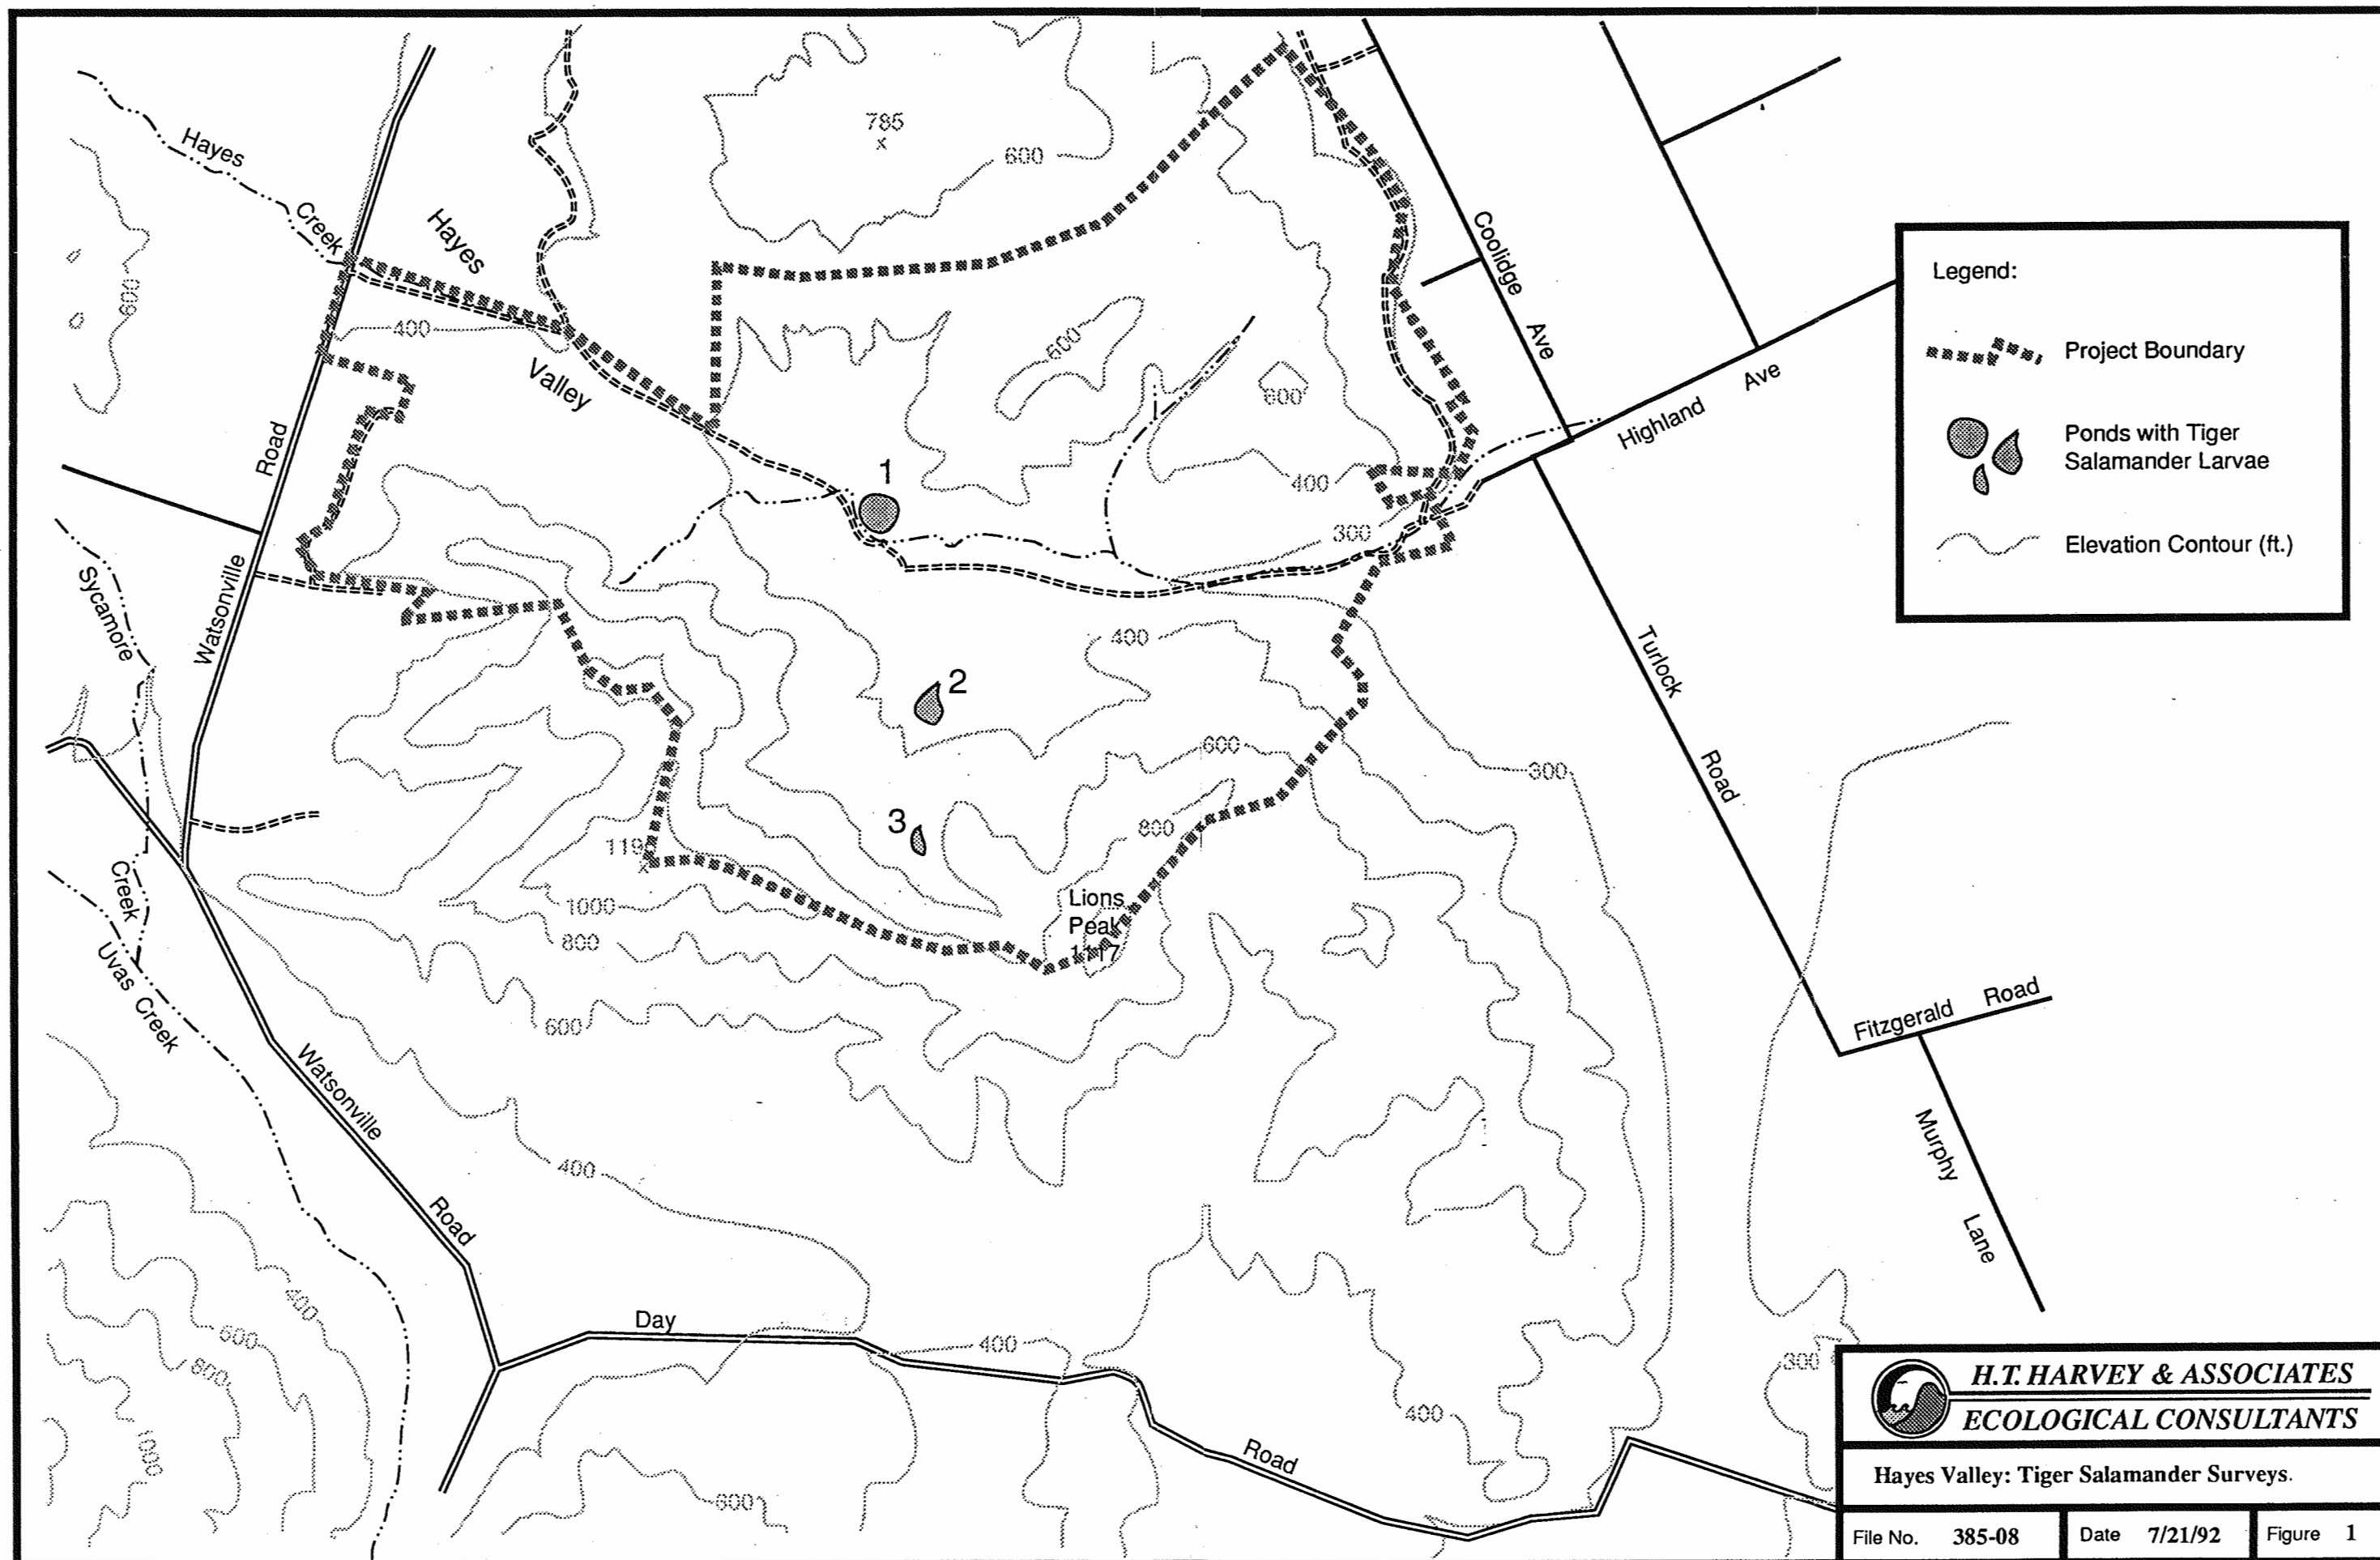 785
x
600
Hayes
Creek
Hayes
Valley
600
400
600
600
Coolidge
Ave
Highland
Ave
Road
Watsonville
1
400
300
Sycamore
Creek
400
2
600
300
Turlock
Road
3
800
119
x
Lions
Peak
1117
1000
800
600
Uvas Creek
Watsonville
Road
Fitzgerald Road
Murphy
Lane
400
400
600
800
1000
Day
Road
400
400
300
600
Legend:
Project Boundary
Ponds with Tiger
Salamander Larvae
Elevation Contour (ft.)
H.T. HARVEY & ASSOCIATES
ECOLOGICAL CONSULTANTS
Hayes Valley: Tiger Salamander Surveys.
File No. 385-08
Date 7/21/92
Figure 1